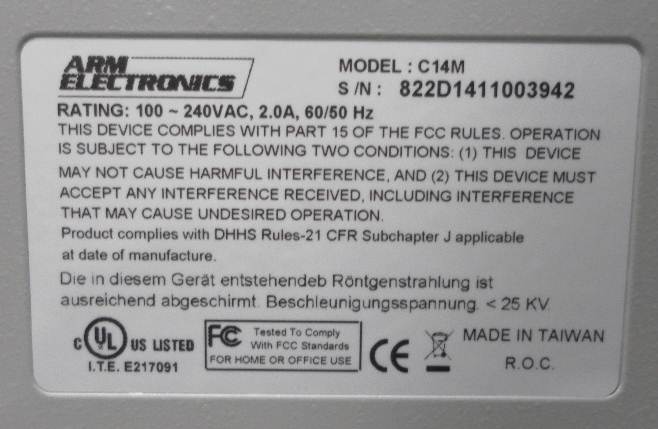 ARM
ELECTRONICS
MODEL : C14M
S/N : 822D1411003942
RATING: 100 ~ 240VAC, 2.0A, 60/50 Hz
THIS DEVICE COMPLIES WITH PART 15 OF THE FCC RULES. OPERATION
IS SUBJECT TO THE FOLLOWING TWO CONDITIONS: (1) THIS DEVICE
MAY NOT CAUSE HARMFUL INTERFERENCE, AND (2) THIS DEVICE MUST
ACCEPT ANY INTERFERENCE RECEIVED, INCLUDING INTERFERENCE
THAT MAY CAUSE UNDESIRED OPERATION.
Product complies with DHHS Rules-21 CFR Subchapter J applicable
at date of manufacture.
Die in diesem Gerät entstehendeb Röntgenstrahlung ist
ausreichend abgeschirmt. Beschleunigungsspannung. < 25 KV.
C UL US LISTED
I.T.E. E217091
FC Tested To Comply
With FCC Standards
FOR HOME OR OFFICE USE
CE
MADE IN TAIWAN
R.O.C.